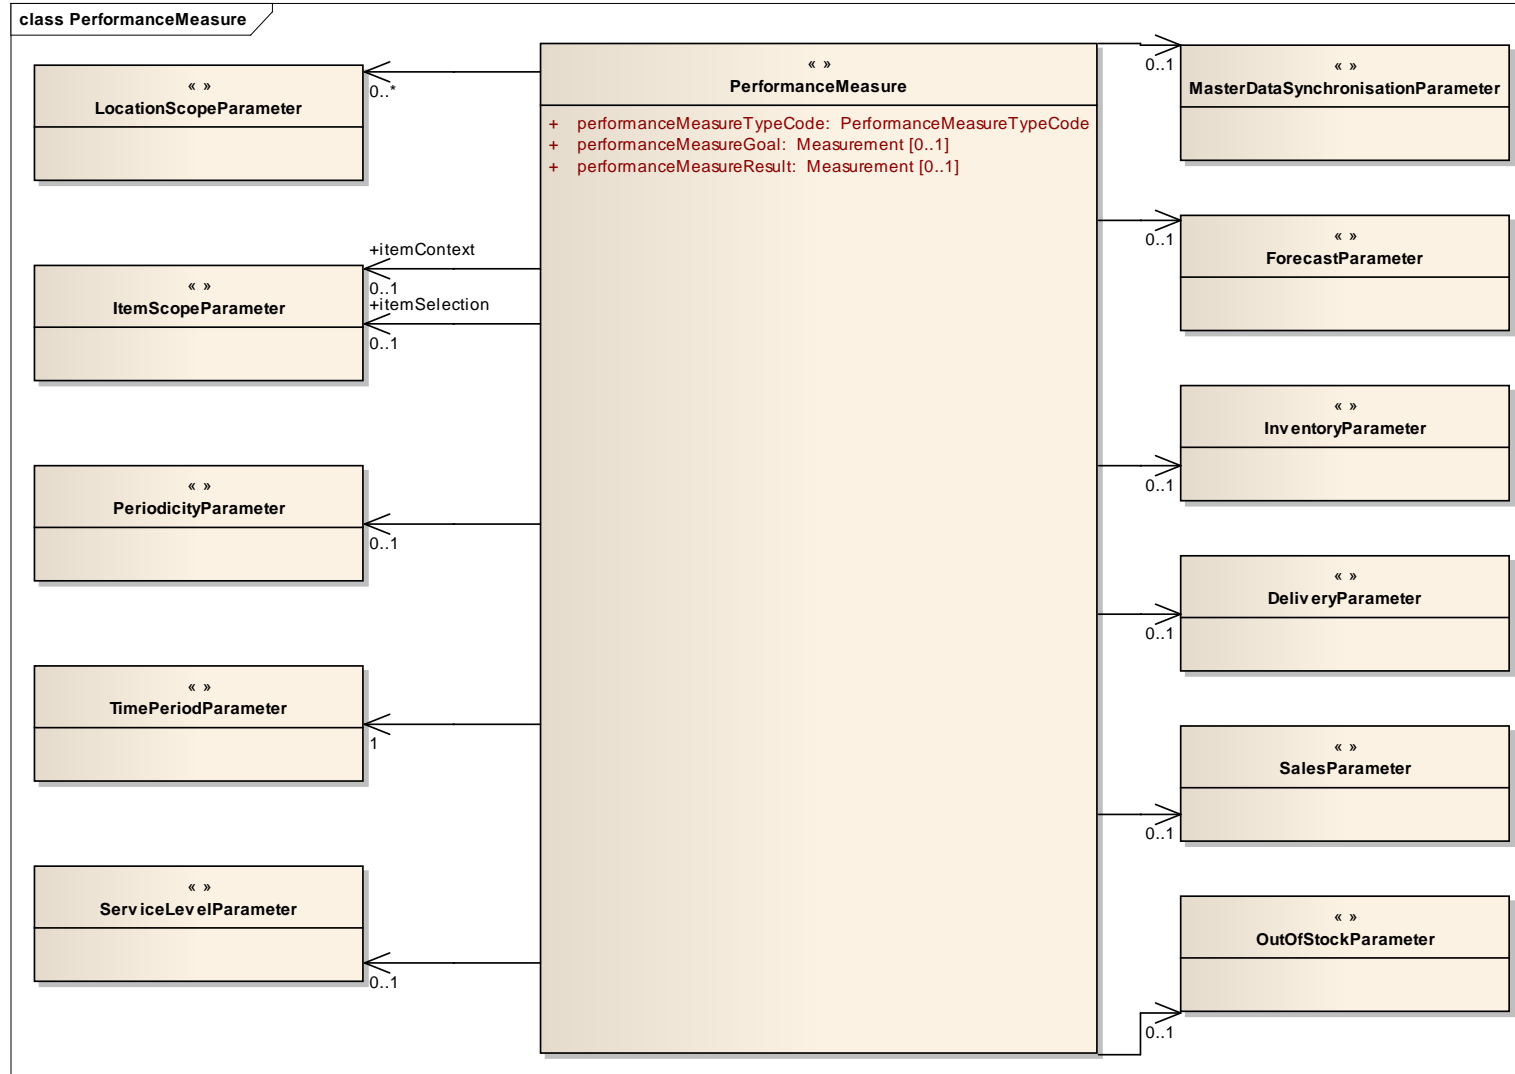 class PerformanceMeasure
« »
LocationScopeParameter
0..*
+itemContext
0..1
+itemSelection
0..1
« »
ItemScopeParameter
« »
PeriodicityParameter
0..1
« »
TimePeriodParameter
1
« »
ServiceLevelParameter
0..1
« »
PerformanceMeasure
+ performanceMeasureTypeCode: PerformanceMeasureTypeCode
+ performanceMeasureGoal: Measurement [0..1]
+ performanceMeasureResult: Measurement [0..1]
0..1
« »
MasterDataSynchronisationParameter
0..1
« »
ForecastParameter
« »
InventoryParameter
0..1
« »
DeliveryParameter
0..1
« »
SalesParameter
0..1
« »
OutOfStockParameter
0..1